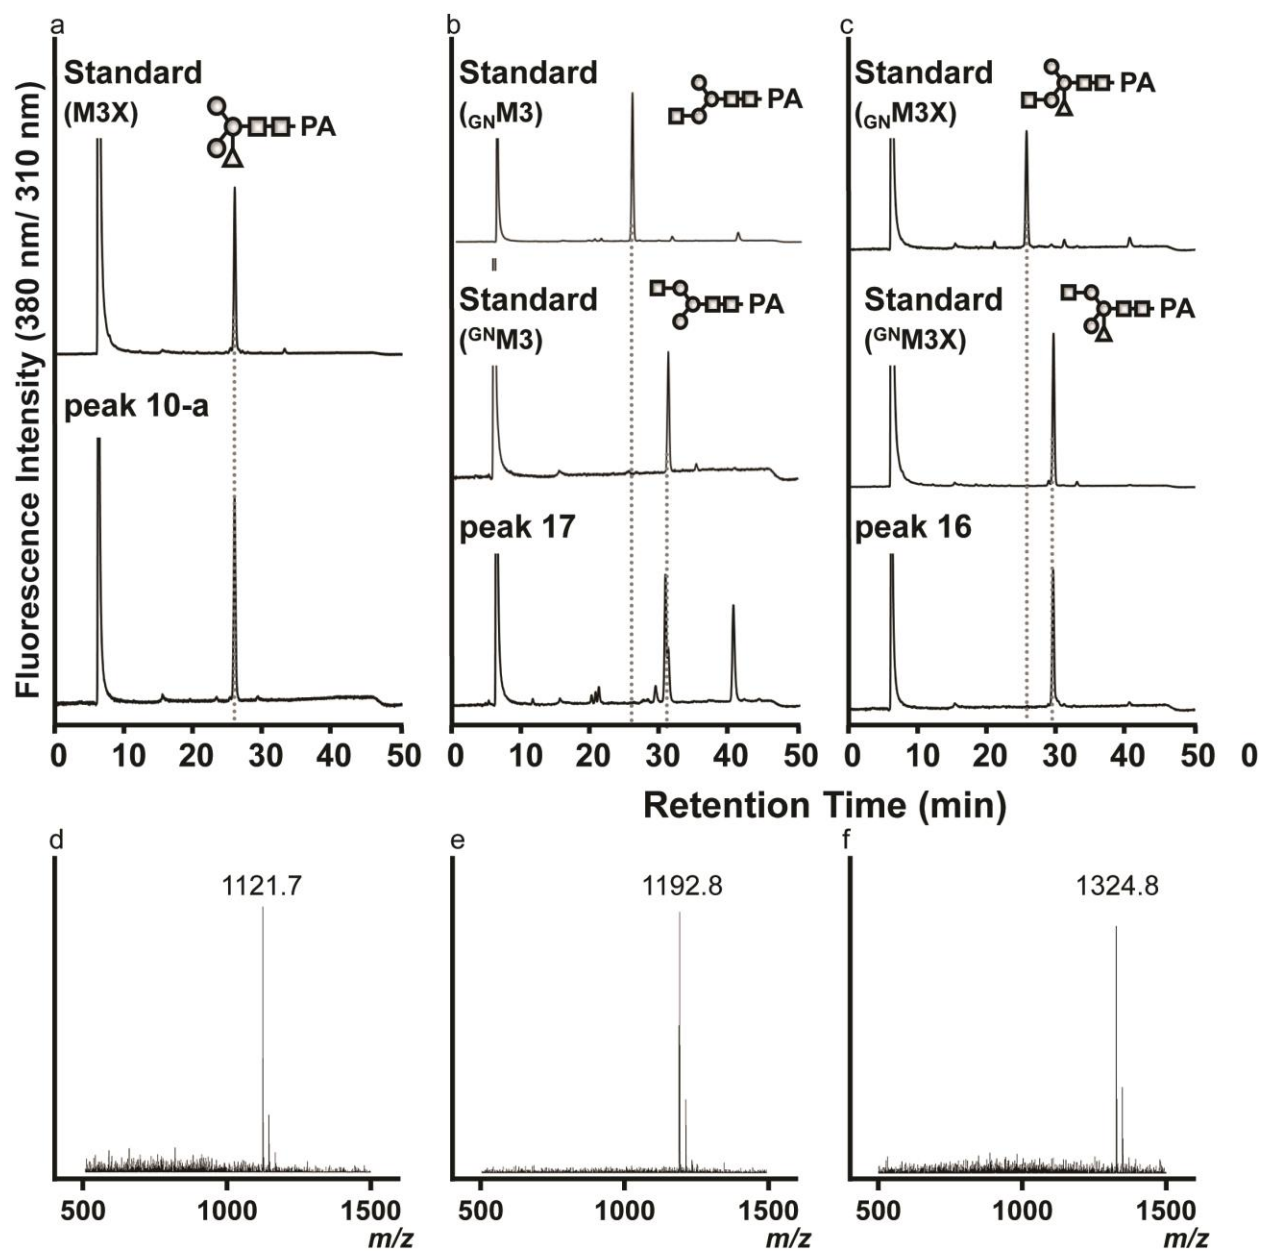 a
Standard
(M3X)
PA
peak 10-a
b
Standard
(GNM3)
PA
Standard
(GNM3)
PA
peak 17
c
Standard
(GNM3X)
PA
Standard
(GNM3X)
PA
peak 16
Fluorescence Intensity (380 nm/ 310 nm)
0 10 20 30 40 50
0 10 20 30 40 50
0 10 20 30 40 50 0
Retention Time (min)
d
1121.7
500 1000 1500
m/z
e
1192.8
500 1000 1500
m/z
f
1324.8
500 1000 1500
m/z